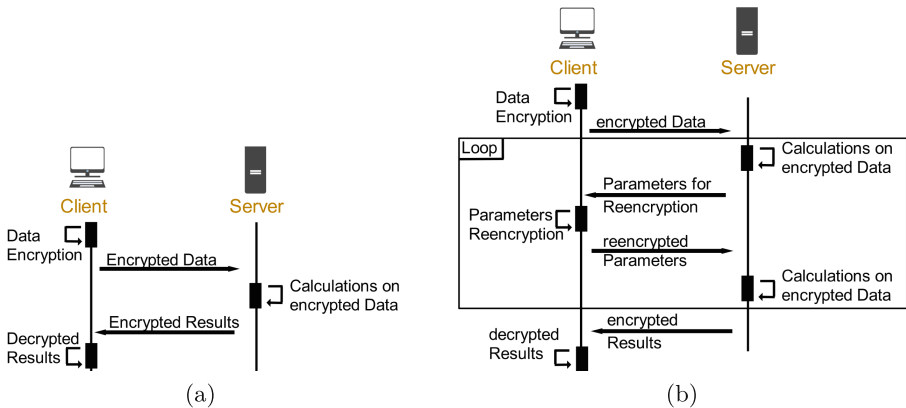 Client
Server
Data
Encryption
Encrypted Data
Calculations on
encrypted Data
Encrypted Results
Decrypted
Results
(a)
Client
Server
Data
Encryption
encrypted Data
Loop
Calculations on
encrypted Data
Parameters for
Reencryption
Parameters
Reencryption
reencrypted
Parameters
Calculations on
encrypted Data
encrypted
Results
decrypted
Results
(b)